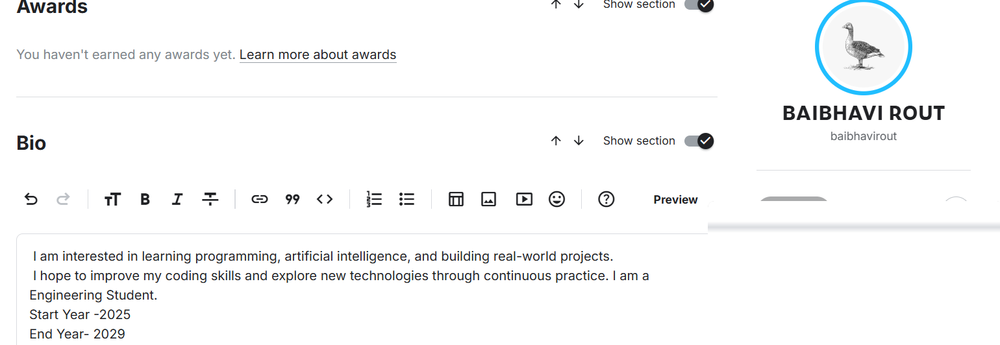 Awards
Show section
You haven't earned any awards yet. Learn more about awards
BAIBHAVI ROUT
baibhavirout
Bio
Show section
Preview
I am interested in learning programming, artificial intelligence, and building real-world projects.
I hope to improve my coding skills and explore new technologies through continuous practice. I am a
Engineering Student.
Start Year -2025
End Year- 2029